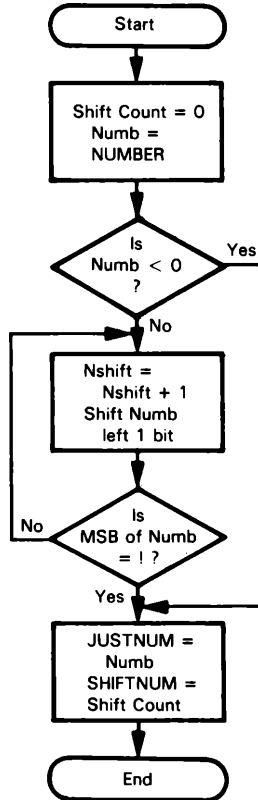 Start
Shift Count = 0
Numb =
NUMBER
Is
Numb < 0
?
Yes
No
Nshift =
Nshift + 1
Shift Numb
left 1 bit
Is
MSB of Numb
= ! ?
No
Yes
JUSTNUM =
Numb
SHIFTNUM =
Shift Count
End